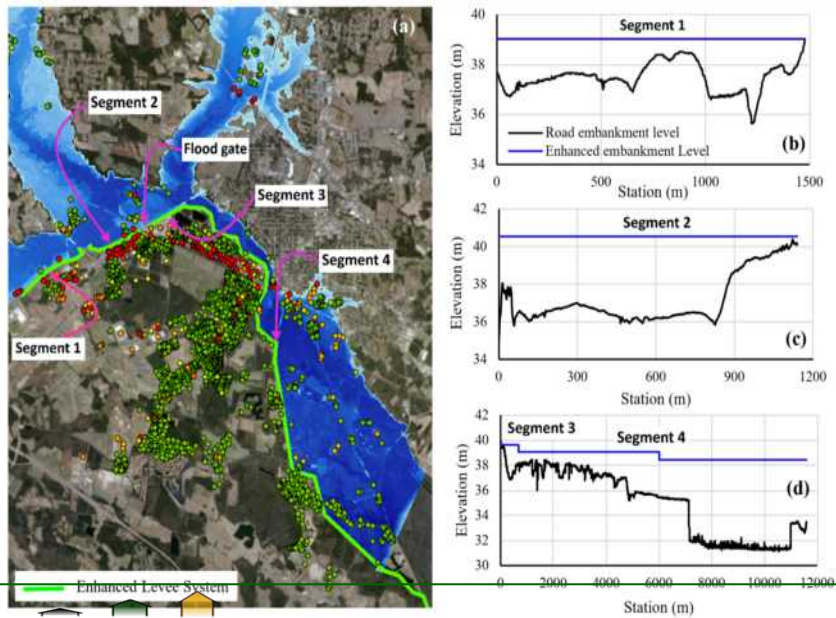 (a)
Segment 2
Flood gate
Segment 3
Segment 4
Segment 1
Enhanced Levee System
Segment 1
Elevation (m)
40
38
36
34
Road embankment level
Enhanced embankment Level
(b)
0
500
1000
1500
Station (m)
Segment 2
Elevation (m)
42
40
38
36
34
(c)
0
300
600
900
1200
Station (m)
Segment 3
Segment 4
Elevation (m)
42
40
38
36
34
32
30
(d)
0
2000
4000
6000
8000
10000
12000
Station (m)